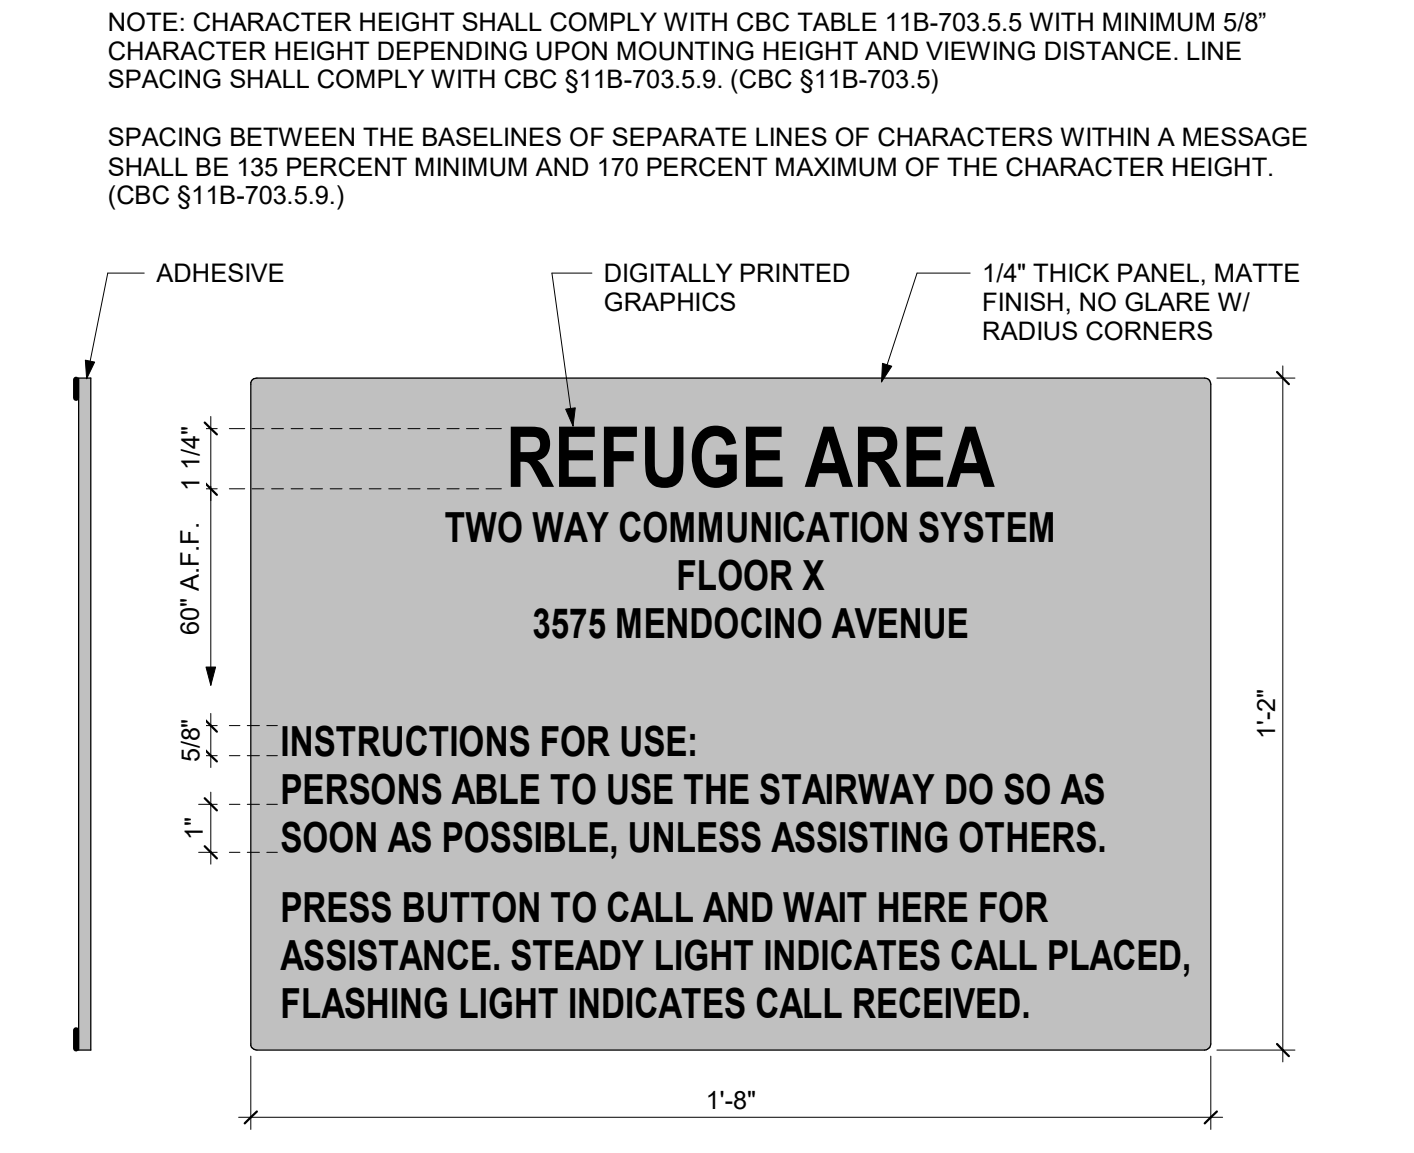 NOTE: CHARACTER HEIGHT SHALL COMPLY WITH CBC TABLE 11B-703.5.5 WITH MINIMUM 5/8”
CHARACTER HEIGHT DEPENDING UPON MOUNTING HEIGHT AND VIEWING DISTANCE. LINE
SPACING SHALL COMPLY WITH CBC §11B-703.5.9. (CBC §11B-703.5)
SPACING BETWEEN THE BASELINES OF SEPARATE LINES OF CHARACTERS WITHIN A MESSAGE
SHALL BE 135 PERCENT MINIMUM AND 170 PERCENT MAXIMUM OF THE CHARACTER HEIGHT.
(CBC §11B-703.5.9.)
ADHESIVE
DIGITALLY PRINTED
GRAPHICS
1/4" THICK PANEL, MATTE
FINISH, NO GLARE W/
RADIUS CORNERS
1 1/4"
60" A.F.F.
5/8"
1"
REFUGE AREA
TWO WAY COMMUNICATION SYSTEM
FLOOR X
3575 MENDOCINO AVENUE
INSTRUCTIONS FOR USE:
PERSONS ABLE TO USE THE STAIRWAY DO SO AS
SOON AS POSSIBLE, UNLESS ASSISTING OTHERS.
PRESS BUTTON TO CALL AND WAIT HERE FOR
ASSISTANCE. STEADY LIGHT INDICATES CALL PLACED,
FLASHING LIGHT INDICATES CALL RECEIVED.
1'-2"
1'-8"